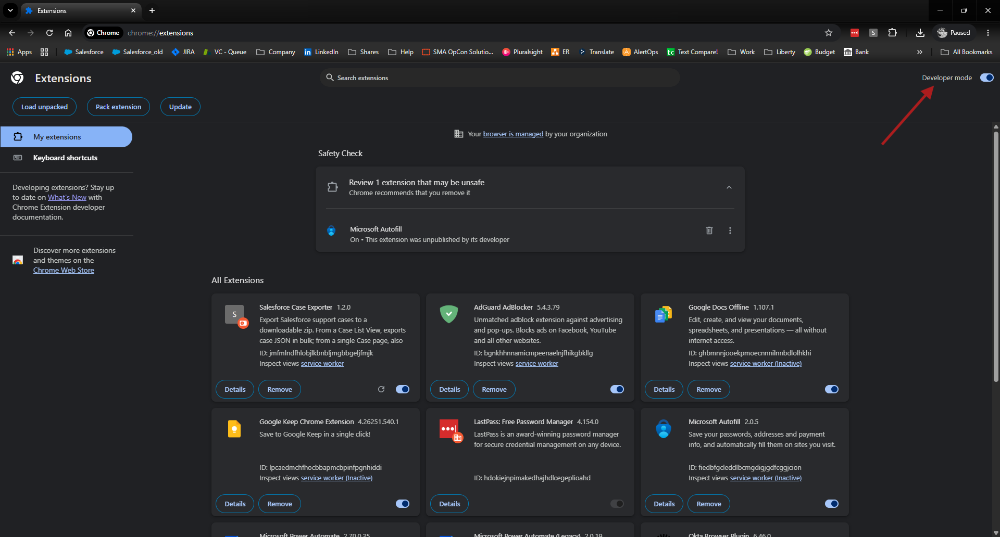 Extensions
Chrome
chrome://extensions
S
Paused
Apps
Salesforce
Salesforce_old
JIRA
VC - Queue
Company
LinkedIn
Shares
Help
SMA OpCon Solutio...
Pluralsight
ER
Translate
AlertOps
tc Text Compare!
Work
Liberty
Budget
Bank
All Bookmarks
Extensions
Search extensions
Developer mode
Load unpacked
Pack extension
Update
My extensions
Keyboard shortcuts
Developing extensions? Stay up
to date on What's New with
Chrome Extension developer
documentation.
Discover more extensions
and themes on the
Chrome Web Store
Your browser is managed by your organization
Safety Check
Review 1 extension that may be unsafe
Chrome recommends that you remove it
Microsoft Autofill
On • This extension was unpublished by its developer
All Extensions
S
Salesforce Case Exporter 1.2.0
Export Salesforce support cases to a
downloadable zip. From a Case List View, exports
case JSON in bulk; from a single Case page, also
ID: jmfmlndfhlobjlkbnbljmgbbgeljfmjk
Inspect views service worker
Details
Remove
AdGuard AdBlocker 5.4.3.79
Unmatched adblock extension against advertising
and pop-ups. Blocks ads on Facebook, YouTube
and all other websites.
ID: bgnkhhnnamicmpeenaelnjfhikgbkllg
Inspect views service worker
Details
Remove
Google Docs Offline 1.107.1
Edit, create, and view your documents,
spreadsheets, and presentations — all without
internet access.
ID: ghbmnnjooekpmoecnnnilnnbdlolhkhi
Inspect views service worker (Inactive)
Details
Remove
Google Keep Chrome Extension 4.26251.540.1
Save to Google Keep in a single click!
ID: lpcaedmchfhocbbapmcbpinfpgnhiddi
Inspect views service worker (Inactive)
Details
Remove
LastPass: Free Password Manager 4.154.0
LastPass is an award-winning password manager
for secure credential management on any device.
ID: hdokiejnpimakedhajhdlcegeplioahd
Details
Microsoft Autofill 2.0.5
Save your passwords, addresses and payment
info, and automatically fill them on sites you visit.
ID: fiedbfgcleddlbcmgdigjgdfcggjcion
Inspect views service worker (Inactive)
Details
Remove
Microsoft Power Automate 2.70.0.35
Microsoft Power Automate (Legacy) 2.0.19
Okta Browser Plugin 6.46.0